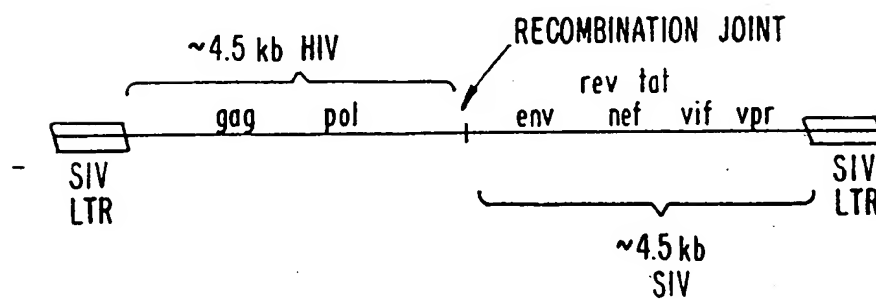 RECOMBINATION JOINT
~4.5 kb HIV
rev tat
gag pol env nef vif vpr
SIV
LTR
SIV
LTR
~4.5 kb
SIV